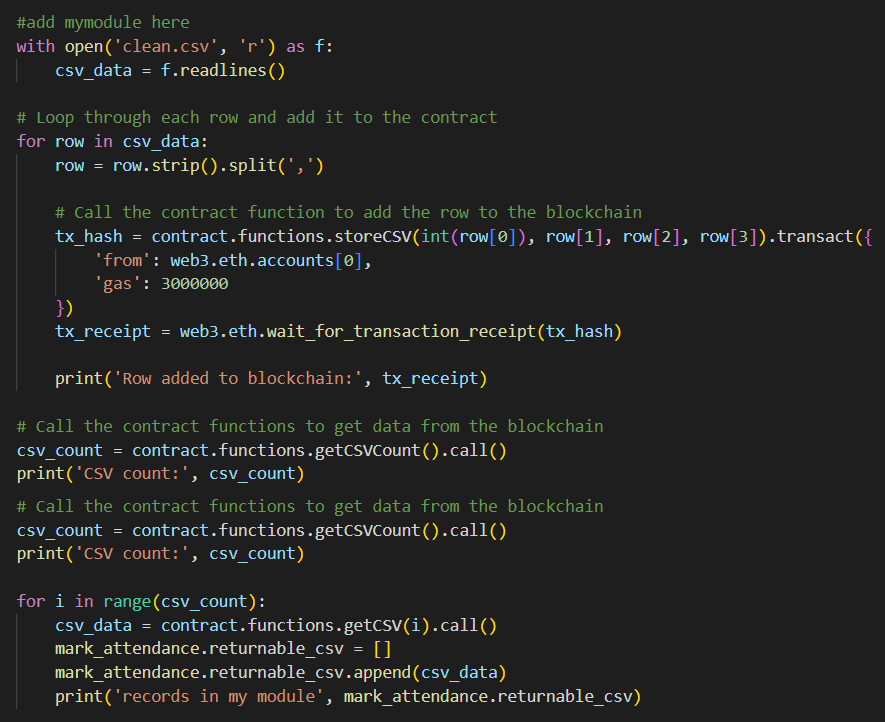 #add mymodule here
with open('clean.csv', 'r') as f:
    csv_data = f.readlines()

# Loop through each row and add it to the contract
for row in csv_data:
    row = row.strip().split(',')

    # Call the contract function to add the row to the blockchain
    tx_hash = contract.functions.storeCSV(int(row[0]), row[1], row[2], row[3]).transact({
        'from': web3.eth.accounts[0],
        'gas': 3000000
    })
    tx_receipt = web3.eth.wait_for_transaction_receipt(tx_hash)

    print('Row added to blockchain:', tx_receipt)

# Call the contract functions to get data from the blockchain
csv_count = contract.functions.getCSVCount().call()
print('CSV count:', csv_count)
# Call the contract functions to get data from the blockchain
csv_count = contract.functions.getCSVCount().call()
print('CSV count:', csv_count)

for i in range(csv_count):
    csv_data = contract.functions.getCSV(i).call()
    mark_attendance.returnable_csv = []
    mark_attendance.returnable_csv.append(csv_data)
    print('records in my module', mark_attendance.returnable_csv)